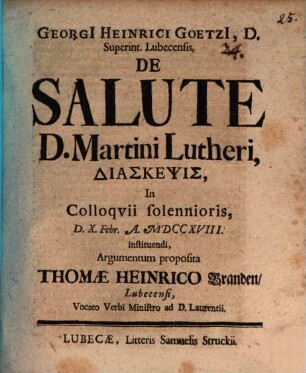 25.
GEORGI HEINRICI GOETZI, D.
Superint. Lubecensis,
24.
DE
SALUTE
D. Martini Lutheri,
ΔΙΑΣΚΕΨΙΣ,
In
Colloqvii solennioris,
D. X. Febr. A. MDCCXVIII.
instituendi,
Argumentum proposita
THOMÆ HEINRICO Branden/
Lubecensi,
Vocato Verbi Ministro ad D. Laurentii.
LUBECÆ, Litteris Samuelis Struckii.